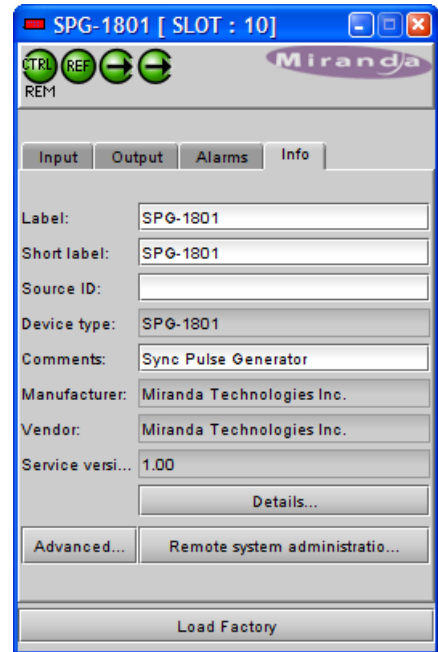 SPG-1801 [ SLOT : 10]
CTRL REF
REM
Miranda
Input Output Alarms Info
Label: SPG-1801
Short label: SPG-1801
Source ID:
Device type: SPG-1801
Comments: Sync Pulse Generator
Manufacturer: Miranda Technologies Inc.
Vendor: Miranda Technologies Inc.
Service versi... 1.00
Details...
Advanced... Remote system administratio...
Load Factory